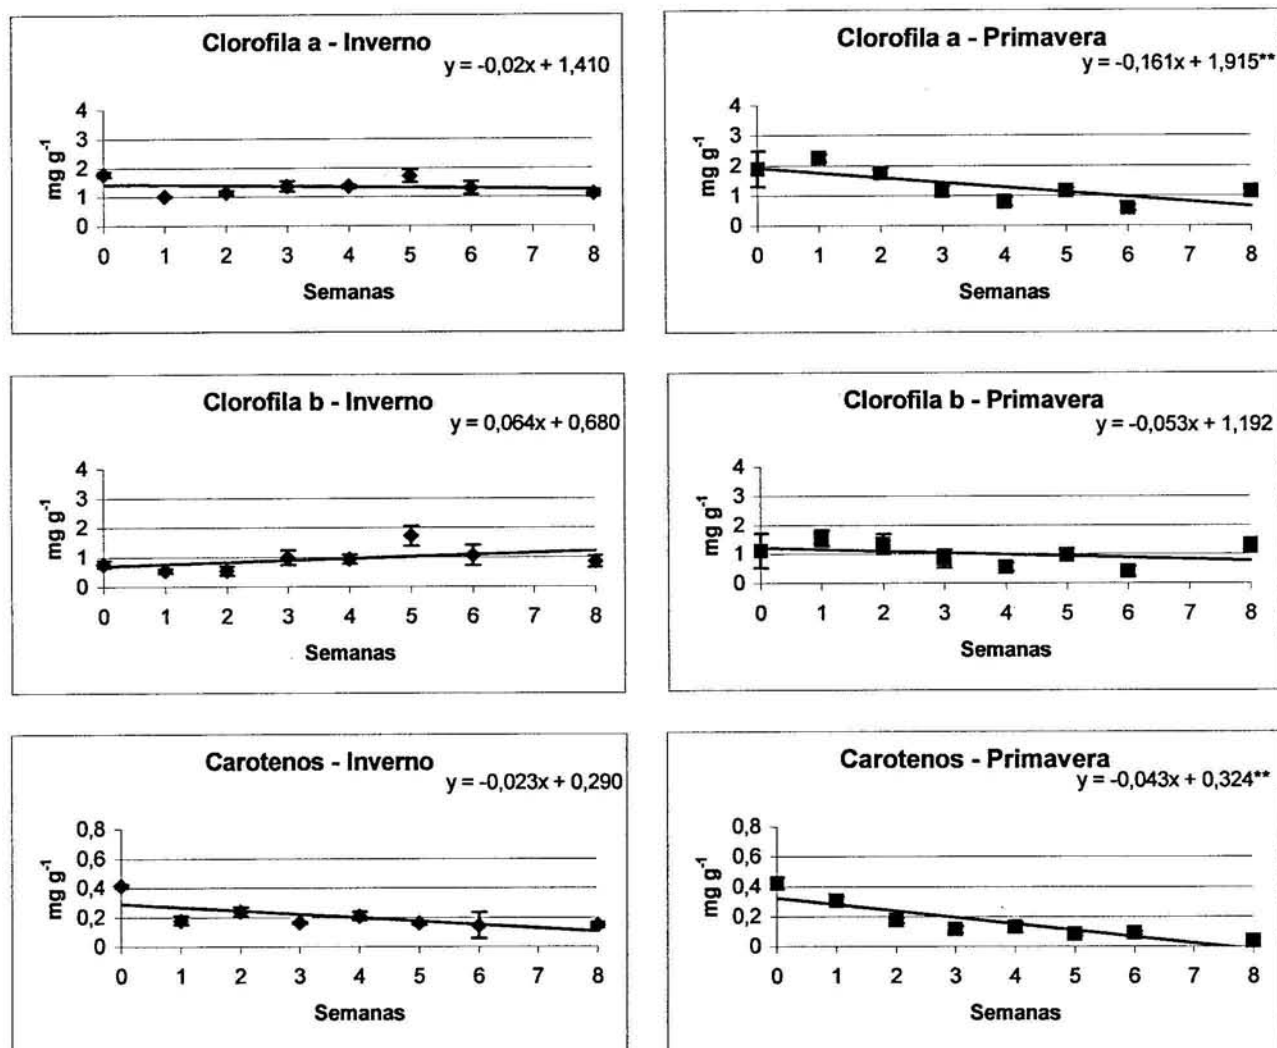 Clorofila a - Inverno
y = -0,02x + 1,410
4
3
2
1
0
mg g-1
0 1 2 3 4 5 6 7 8
Semanas
Clorofila a - Primavera
y = -0,161x + 1,915**
4
3
2
1
0
mg g-1
0 1 2 3 4 5 6 7 8
Semanas
Clorofila b - Inverno
y = 0,064x + 0,680
4
3
2
1
0
mg g-1
0 1 2 3 4 5 6 7 8
Semanas
Clorofila b - Primavera
y = -0,053x + 1,192
4
3
2
1
0
mg g-1
0 1 2 3 4 5 6 7 8
Semanas
Carotenos - Inverno
y = -0,023x + 0,290
0,8
0,6
0,4
0,2
0
mg g-1
0 1 2 3 4 5 6 7 8
Semanas
Carotenos - Primavera
y = -0,043x + 0,324**
0,8
0,6
0,4
0,2
0
mg g-1
0 1 2 3 4 5 6 7 8
Semanas